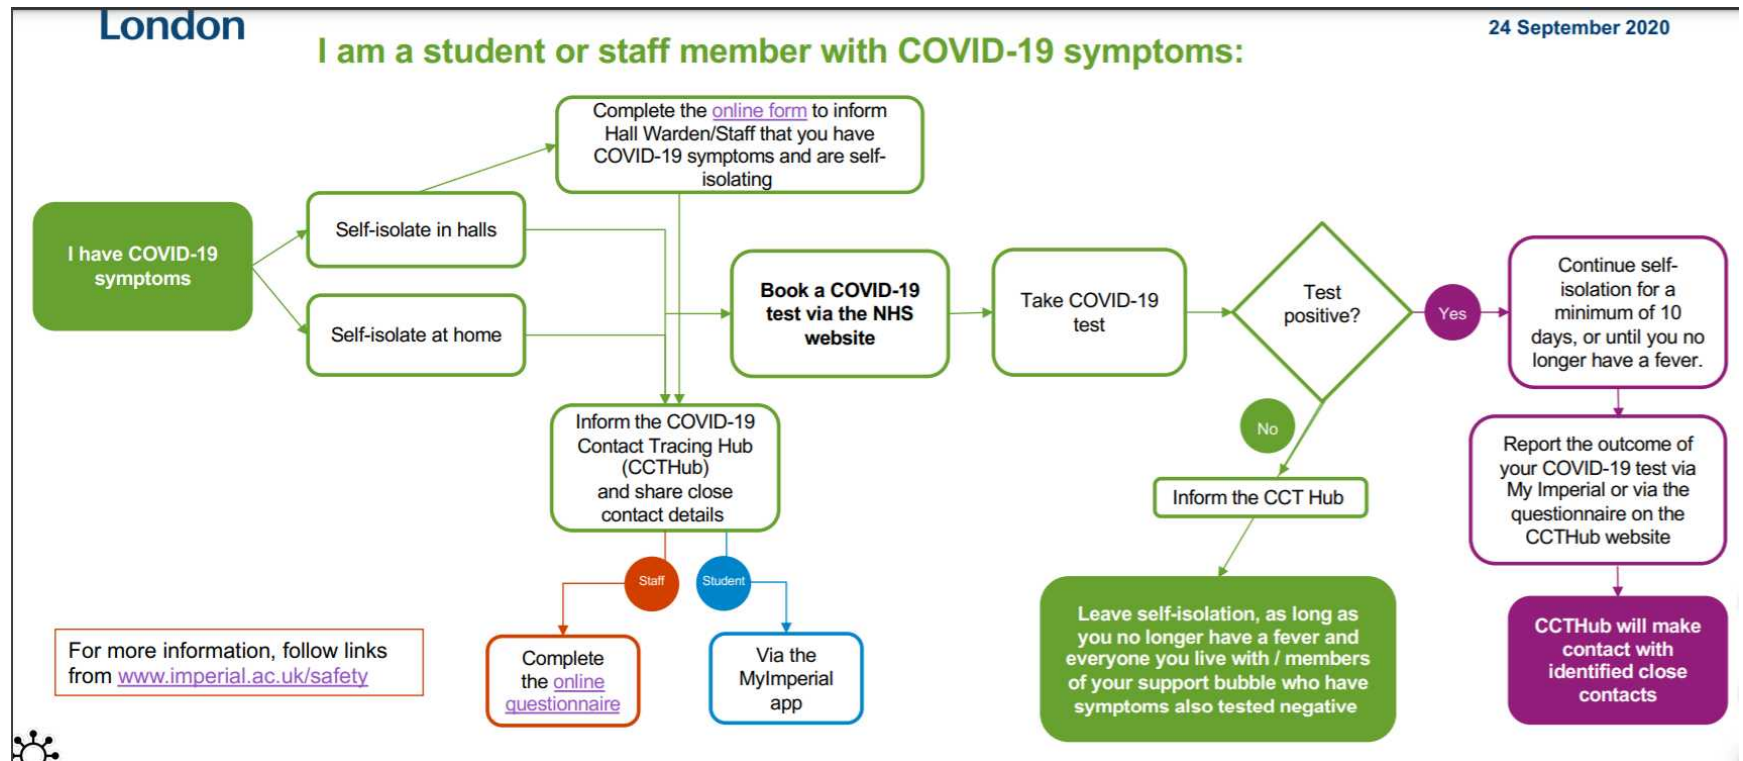 London
24 September 2020
I am a student or staff member with COVID-19 symptoms:
Complete the online form to inform
Hall Warden/Staff that you have
COVID-19 symptoms and are self-
isolating
I have COVID-19
symptoms
Self-isolate in halls
Self-isolate at home
Book a COVID-19
test via the NHS
website
Take COVID-19
test
Test
positive?
Yes
Continue self-
isolation for a
minimum of 10
days, or until you no
longer have a fever.
No
Inform the COVID-19
Contact Tracing Hub
(CCTHub)
and share close
contact details
Inform the CCT Hub
Report the outcome of
your COVID-19 test via
My Imperial or via the
questionnaire on the
CCTHub website
Staff
Student
Complete
the online
questionnaire
Via the
MyImperial
app
Leave self-isolation, as long as
you no longer have a fever and
everyone you live with / members
of your support bubble who have
symptoms also tested negative
CCTHub will make
contact with
identified close
contacts
For more information, follow links
from www.imperial.ac.uk/safety